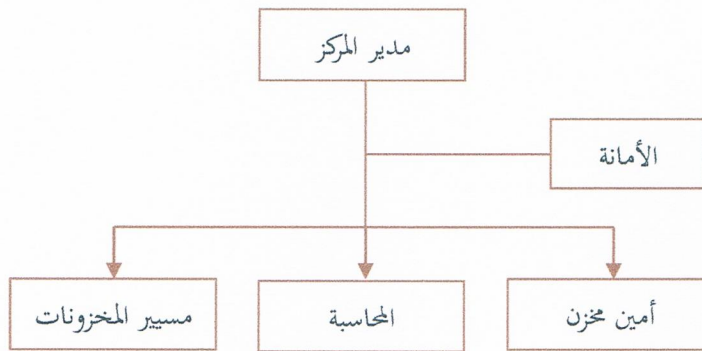 مدير المركز
الأمانة
أمين مخزن
المحاسبة
مسيير المخزونات